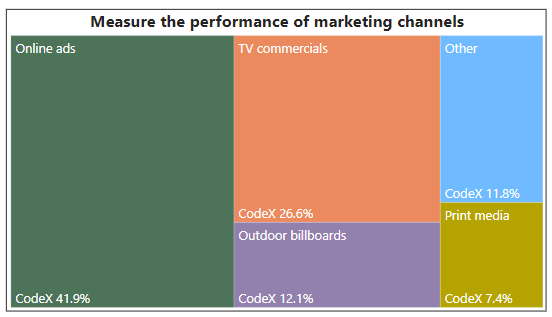 Measure the performance of marketing channels
Online ads
CodeX 41.9%
TV commercials
CodeX 26.6%
Outdoor billboards
CodeX 12.1%
Other
CodeX 11.8%
Print media
CodeX 7.4%